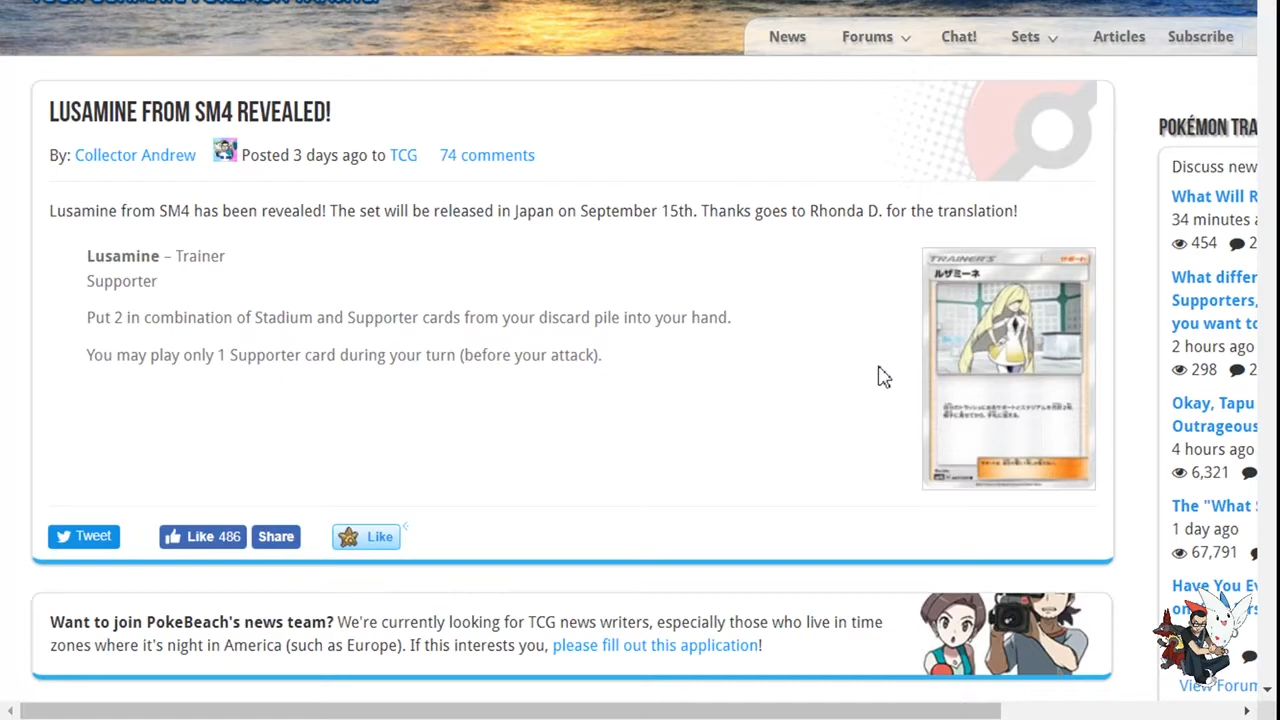 News Forums Chat! Sets Articles Subscribe
LUSAMINE FROM SM4 REVEALED!
By: Collector Andrew Posted 3 days ago to TCG 74 comments
Lusamine from SM4 has been revealed! The set will be released in Japan on September 15th. Thanks goes to Rhonda D. for the translation!
Lusamine – Trainer
Supporter
Put 2 in combination of Stadium and Supporter cards from your discard pile into your hand.
You may play only 1 Supporter card during your turn (before your attack).
TRAINER'S サポート
ルザミーネ
Tweet Like 486 Share Like
Want to join PokeBeach's news team? We're currently looking for TCG news writers, especially those who live in time
zones where it's night in America (such as Europe). If this interests you, please fill out this application!
POKÉMON TRA
Discuss new
What Will R
34 minutes a
454 2
What differ
Supporters,
you want to
2 hours ago
298 2
Okay, Tapu
Outrageous
4 hours ago
6,321
The "What S
1 day ago
67,791
Have You Ev
View Forum